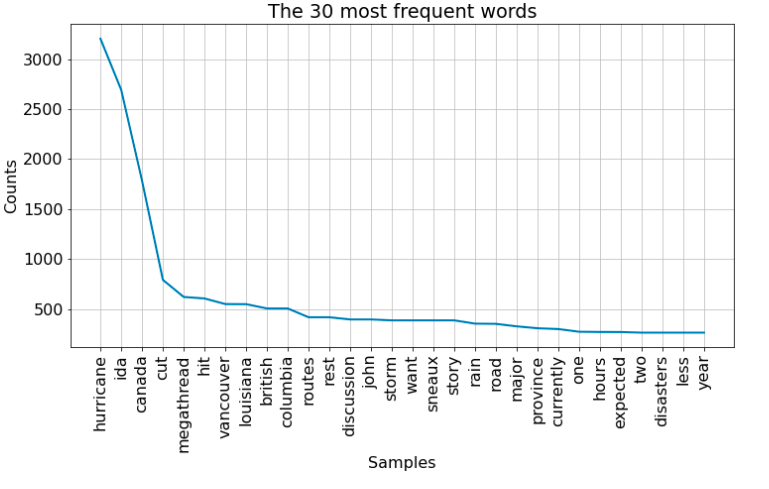 The 30 most frequent words
Counts
3000
2500
2000
1500
1000
500
hurricane
ida
canada
cut
megathread
hit
vancouver
louisiana
british
columbia
routes
rest
discussion
john
storm
want
sneaux
story
rain
road
major
province
currently
one
hours
expected
two
disasters
less
year
Samples